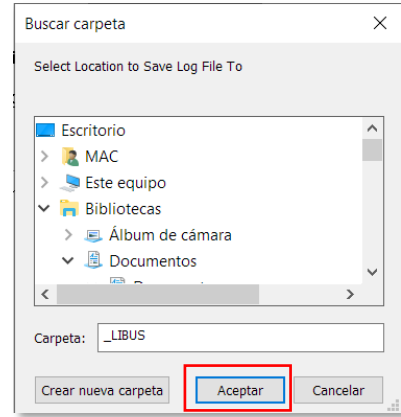 Buscar carpeta
Select Location to Save Log File To
Escritorio
MAC
Este equipo
Bibliotecas
Álbum de cámara
Documentos
Carpeta: _LIBUS
Crear nueva carpeta Aceptar Cancelar